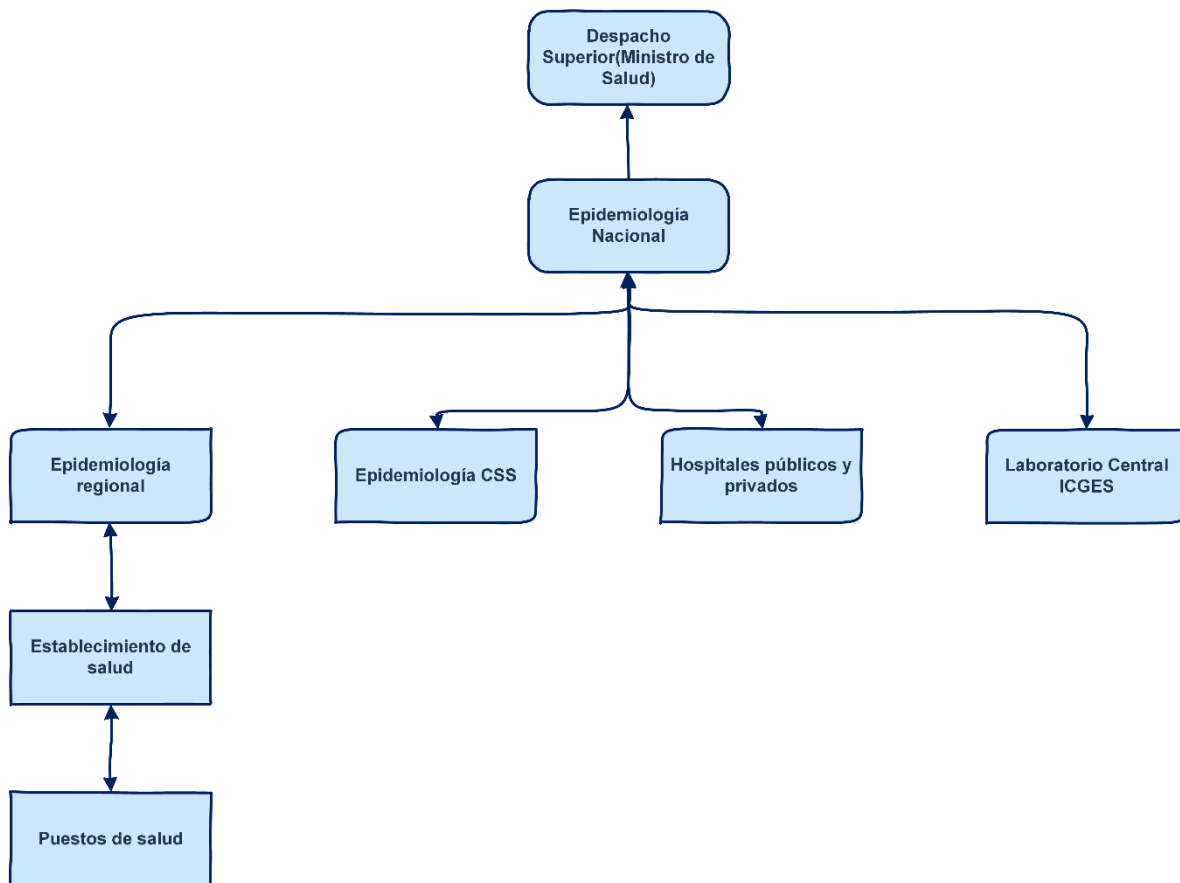 Despacho
Superior(Ministro de
Salud)
Epidemiología
Nacional
Epidemiología
regional
Epidemiología CSS
Hospitales públicos y
privados
Laboratorio Central
ICGES
Establecimiento de
salud
Puestos de salud